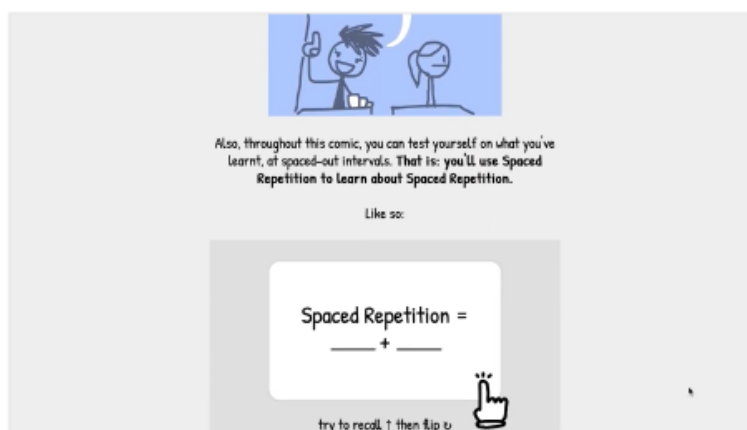 Also, throughout this comic, you can test yourself on what you've
learnt, at spaced-out intervals. That is: you'll use Spaced
Repetition to learn about Spaced Repetition.
Like so:
Spaced Repetition =
____ + ____
try to recall ↑ then flip ↻